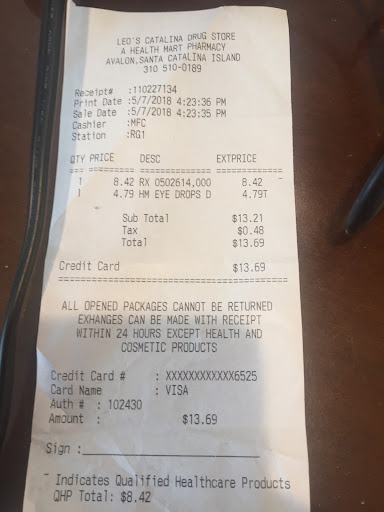 LEO'S CATALINA DRUG STORE
A HEALTH MART PHARMACY
AVALON,SANTA CATALINA ISLAND
310 510-0189
Receipt# :110227134
Print Date :5/7/2018 4:23:36 PM
Sale Date :5/7/2018 4:23:35 PM
Cashier :MFC
Station :RG1
QTY PRICE DESC EXTPRICE
1 8.42 RX 0502614,000 8.42 -
1 4.79 HM EYE DROPS D 4.79T
Sub Total $13.21
Tax $0.48
Total $13.69
Credit Card $13.69
ALL OPENED PACKAGES CANNOT BE RETURNED
EXHANGES CAN BE MADE WITH RECEIPT
WITHIN 24 HOURS EXCEPT HEALTH AND
COSMETIC PRODUCTS
Credit Card # : XXXXXXXXXXXX6525
Card Name : VISA
Auth # : 102430
Amount : $13.69
Sign :
- Indicates Qualified Healthcare Products
QHP Total: $8.42